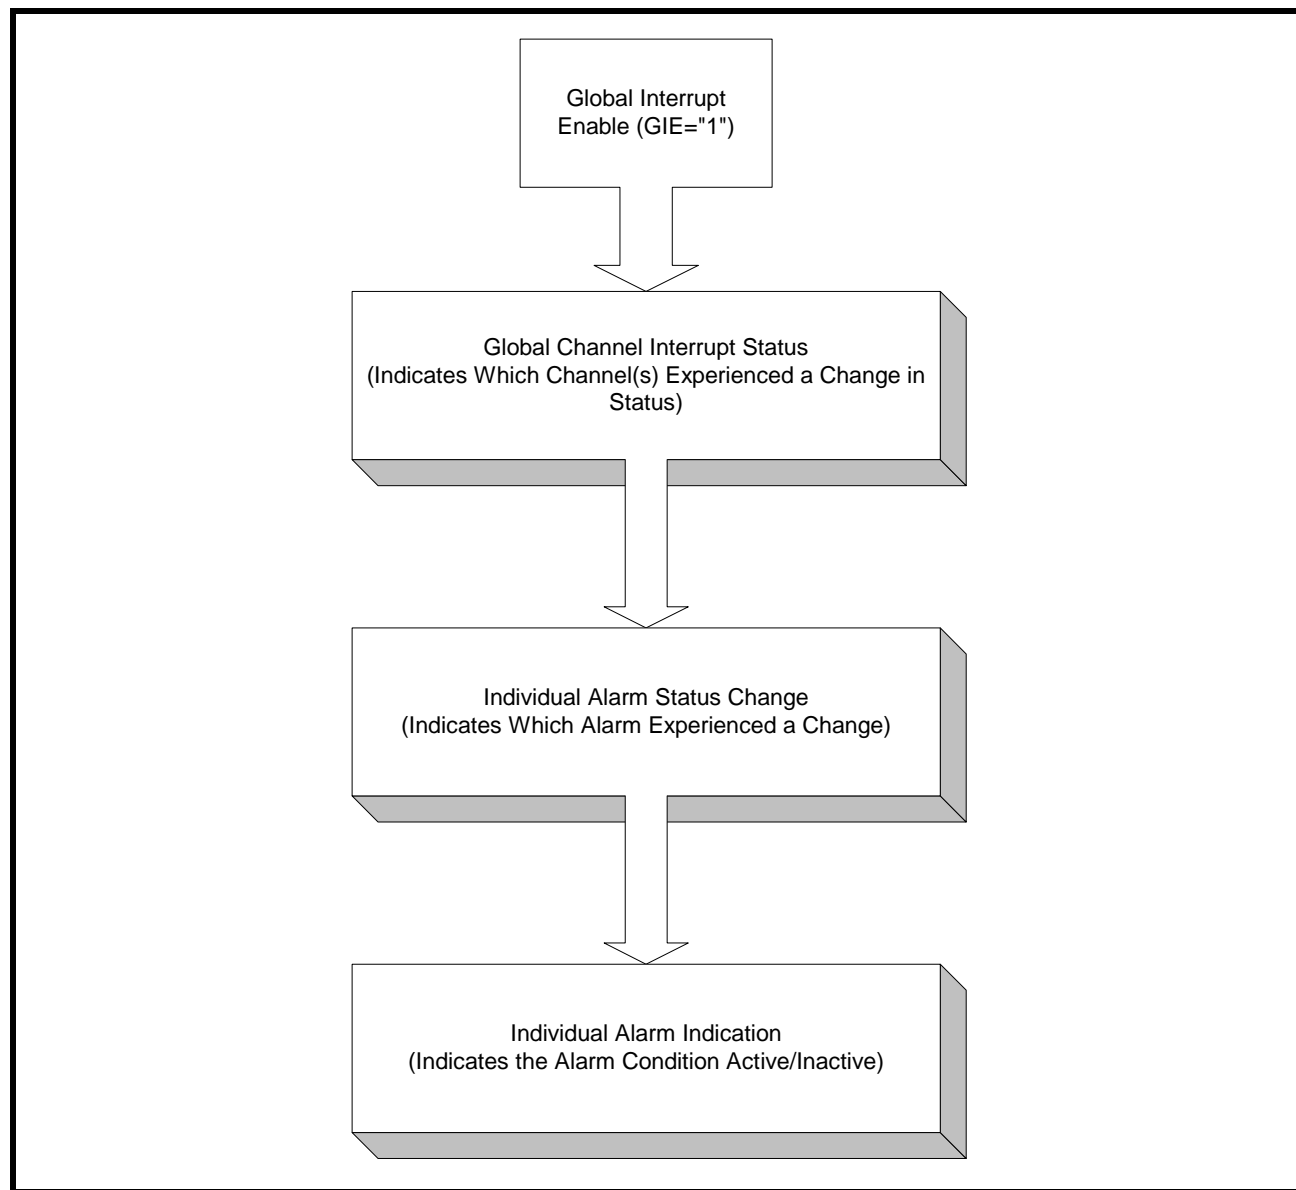 Global Interrupt
Enable (GIE="1")
Global Channel Interrupt Status
(Indicates Which Channel(s) Experienced a Change in
Status)
Individual Alarm Status Change
(Indicates Which Alarm Experienced a Change)
Individual Alarm Indication
(Indicates the Alarm Condition Active/Inactive)